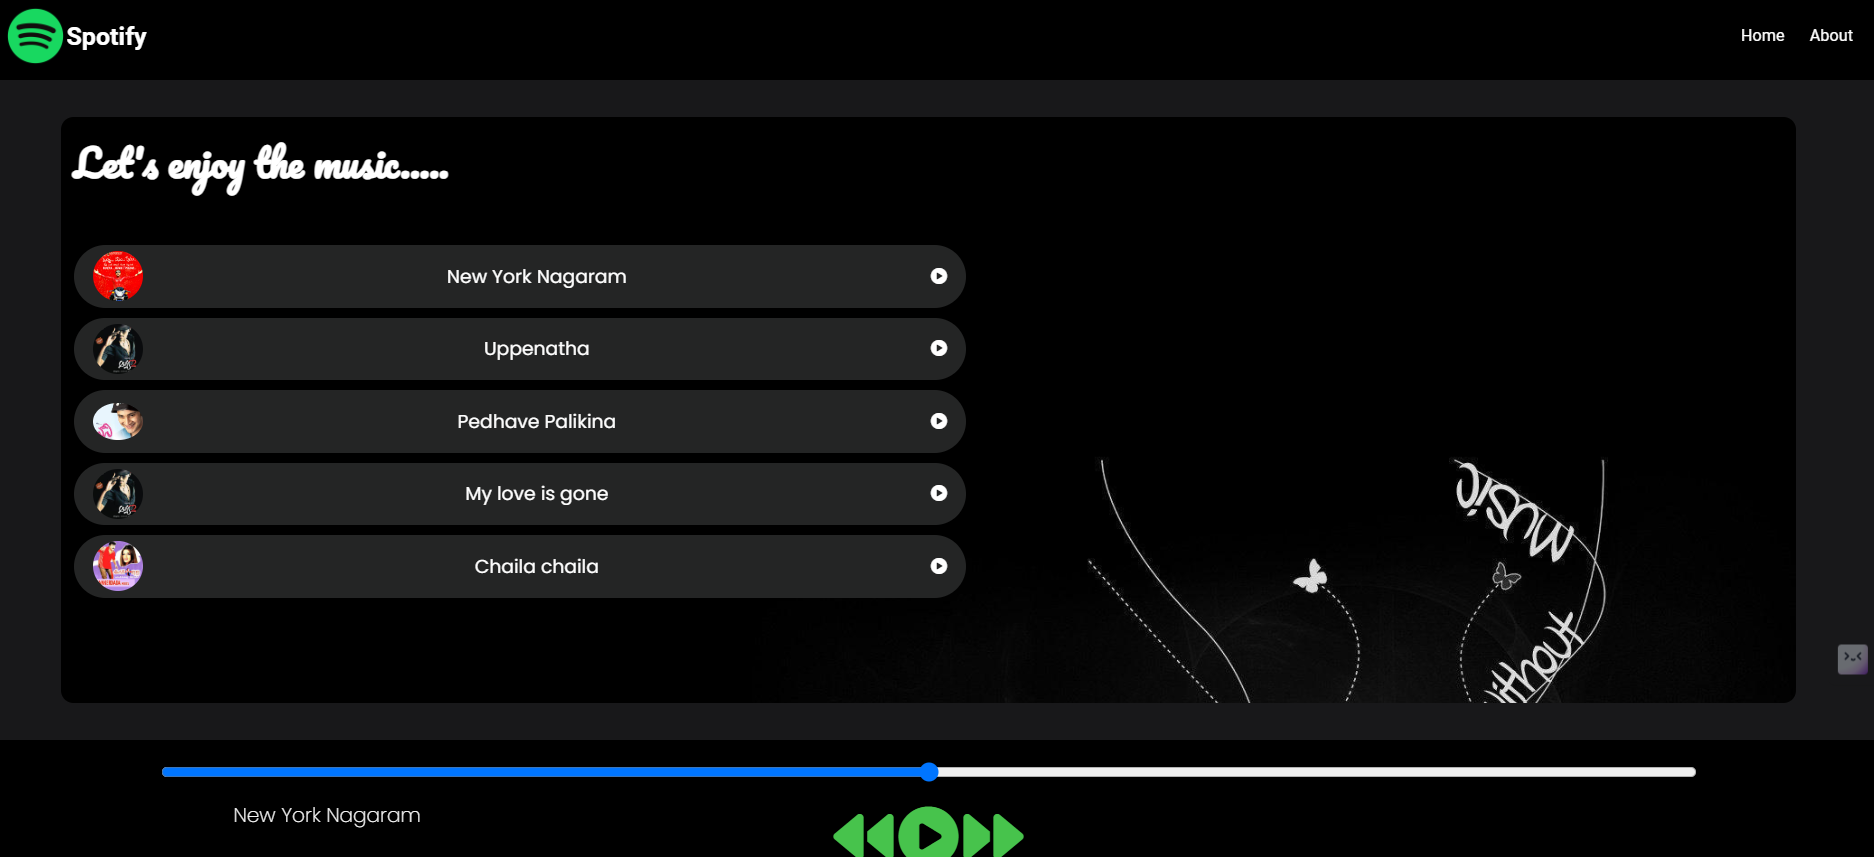 Spotify
Home
About
Let's enjoy the music.....
New York Nagaram
Uppenatha
Pedhave Palikina
My love is gone
Chaila chaila
Music
New York Nagaram